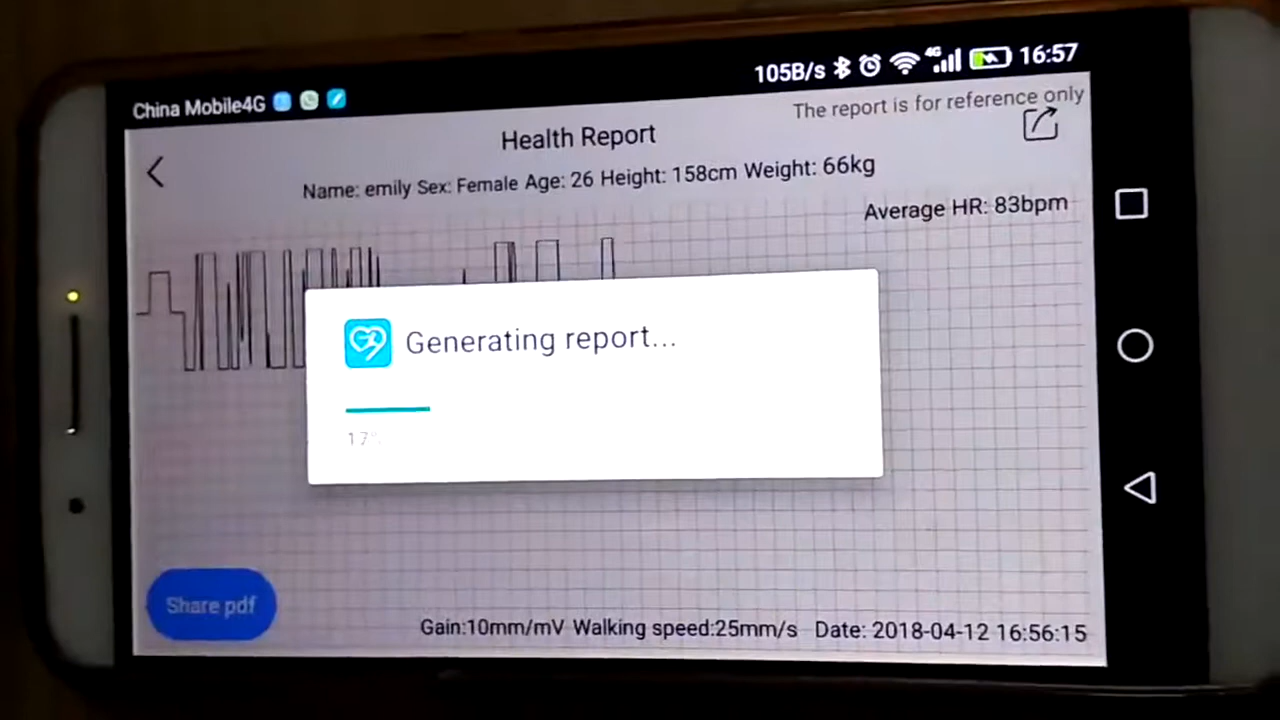 China Mobile4G 105B/s 4G 16:57
The report is for reference only
Health Report
Name: emily Sex: Female Age: 26 Height: 158cm Weight: 66kg
Average HR: 83bpm
Generating report...
17%
Share pdf
Gain:10mm/mV Walking speed:25mm/s Date: 2018-04-12 16:56:15